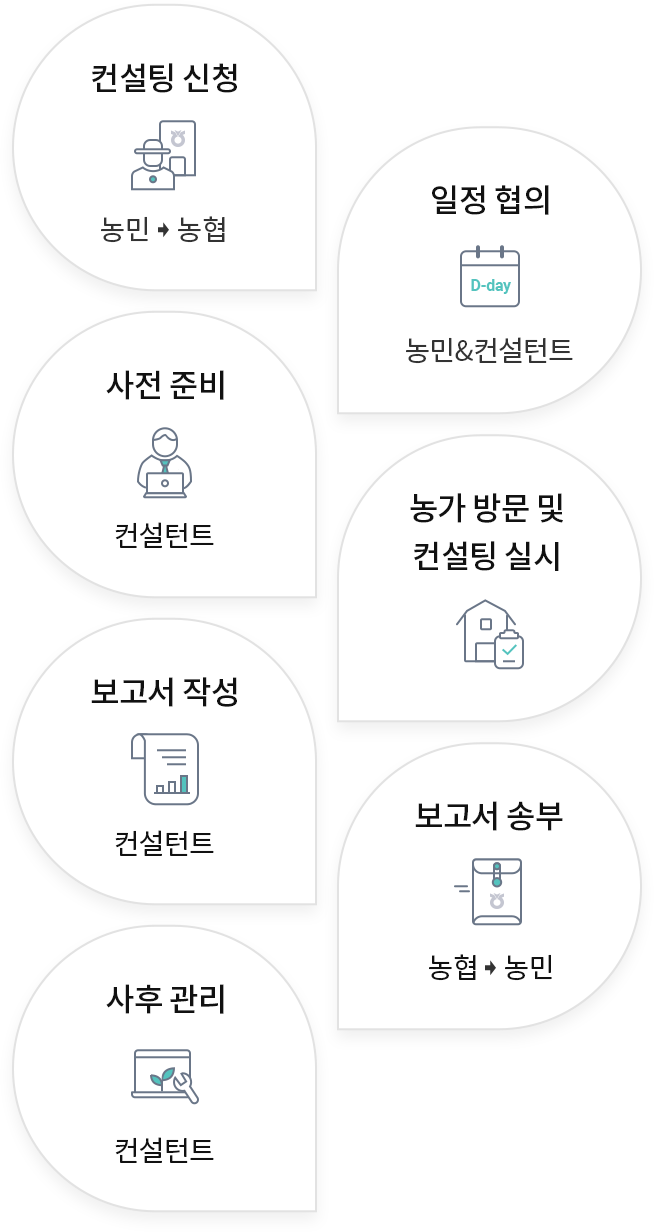 컨설팅 신청
농민 → 농협
일정 협의
D-day
농민&컨설턴트
사전 준비
컨설턴트
농가 방문 및
컨설팅 실시
보고서 작성
컨설턴트
보고서 송부
농협 → 농민
사후 관리
컨설턴트